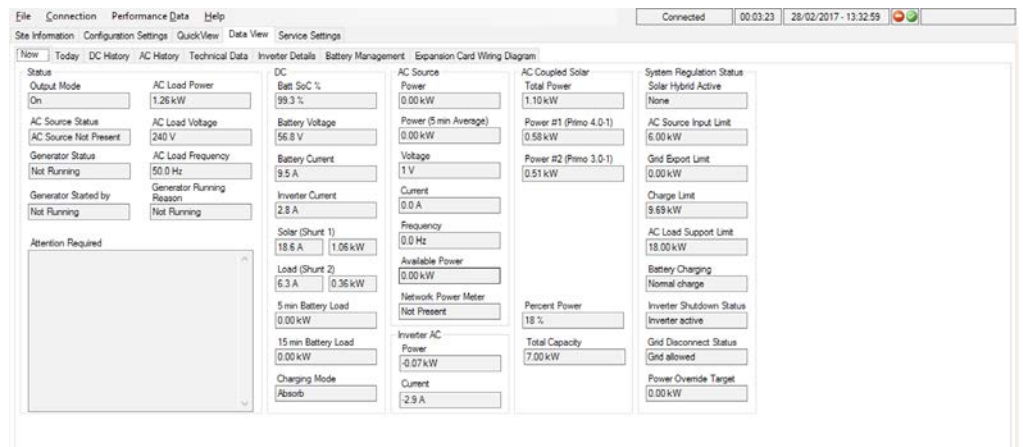 File Connection Performance Data Help
Connected 00:03:23 28/02/2017 - 13:32:59
Site Information Configuration Settings QuickView Data View Service Settings
Now Today DC History AC History Technical Data Inverter Details Battery Management Expansion Card Wiring Diagram
Status
Output Mode
On
AC Source Status
AC Source Not Present
Generator Status
Not Running
Generator Started by
Not Running
AC Load Power
1.26 kW
AC Load Voltage
240 V
AC Load Frequency
50.0 Hz
Generator Running
Reason
Not Running
Attention Required
DC
Batt SoC %
99.3 %
Battery Voltage
56.8 V
Battery Current
9.5 A
Inverter Current
2.8 A
Solar (Shunt 1)
18.6 A 1.06 kW
Load (Shunt 2)
6.3 A 0.36 kW
5 min Battery Load
0.00 kW
15 min Battery Load
0.00 kW
Charging Mode
Absorb
AC Source
Power
0.00 kW
Power (5 min Average)
0.00 kW
Voltage
1 V
Current
0.0 A
Frequency
0.0 Hz
Available Power
0.00 kW
Network Power Meter
Not Present
Inverter AC
Power
-0.07 kW
Current
-2.9 A
AC Coupled Solar
Total Power
1.10 kW
Power #1 (Primo 4.0-1)
0.58 kW
Power #2 (Primo 3.0-1)
0.51 kW
Percent Power
18 %
Total Capacity
7.00 kW
System Regulation Status
Solar Hybrid Active
None
AC Source Input Limit
6.00 kW
Grid Export Limit
0.00 kW
Charge Limit
9.69 kW
AC Load Support Limit
18.00 kW
Battery Charging
Normal charge
Inverter Shutdown Status
Inverter active
Grid Disconnect Status
Grid allowed
Power Override Target
0.00 kW